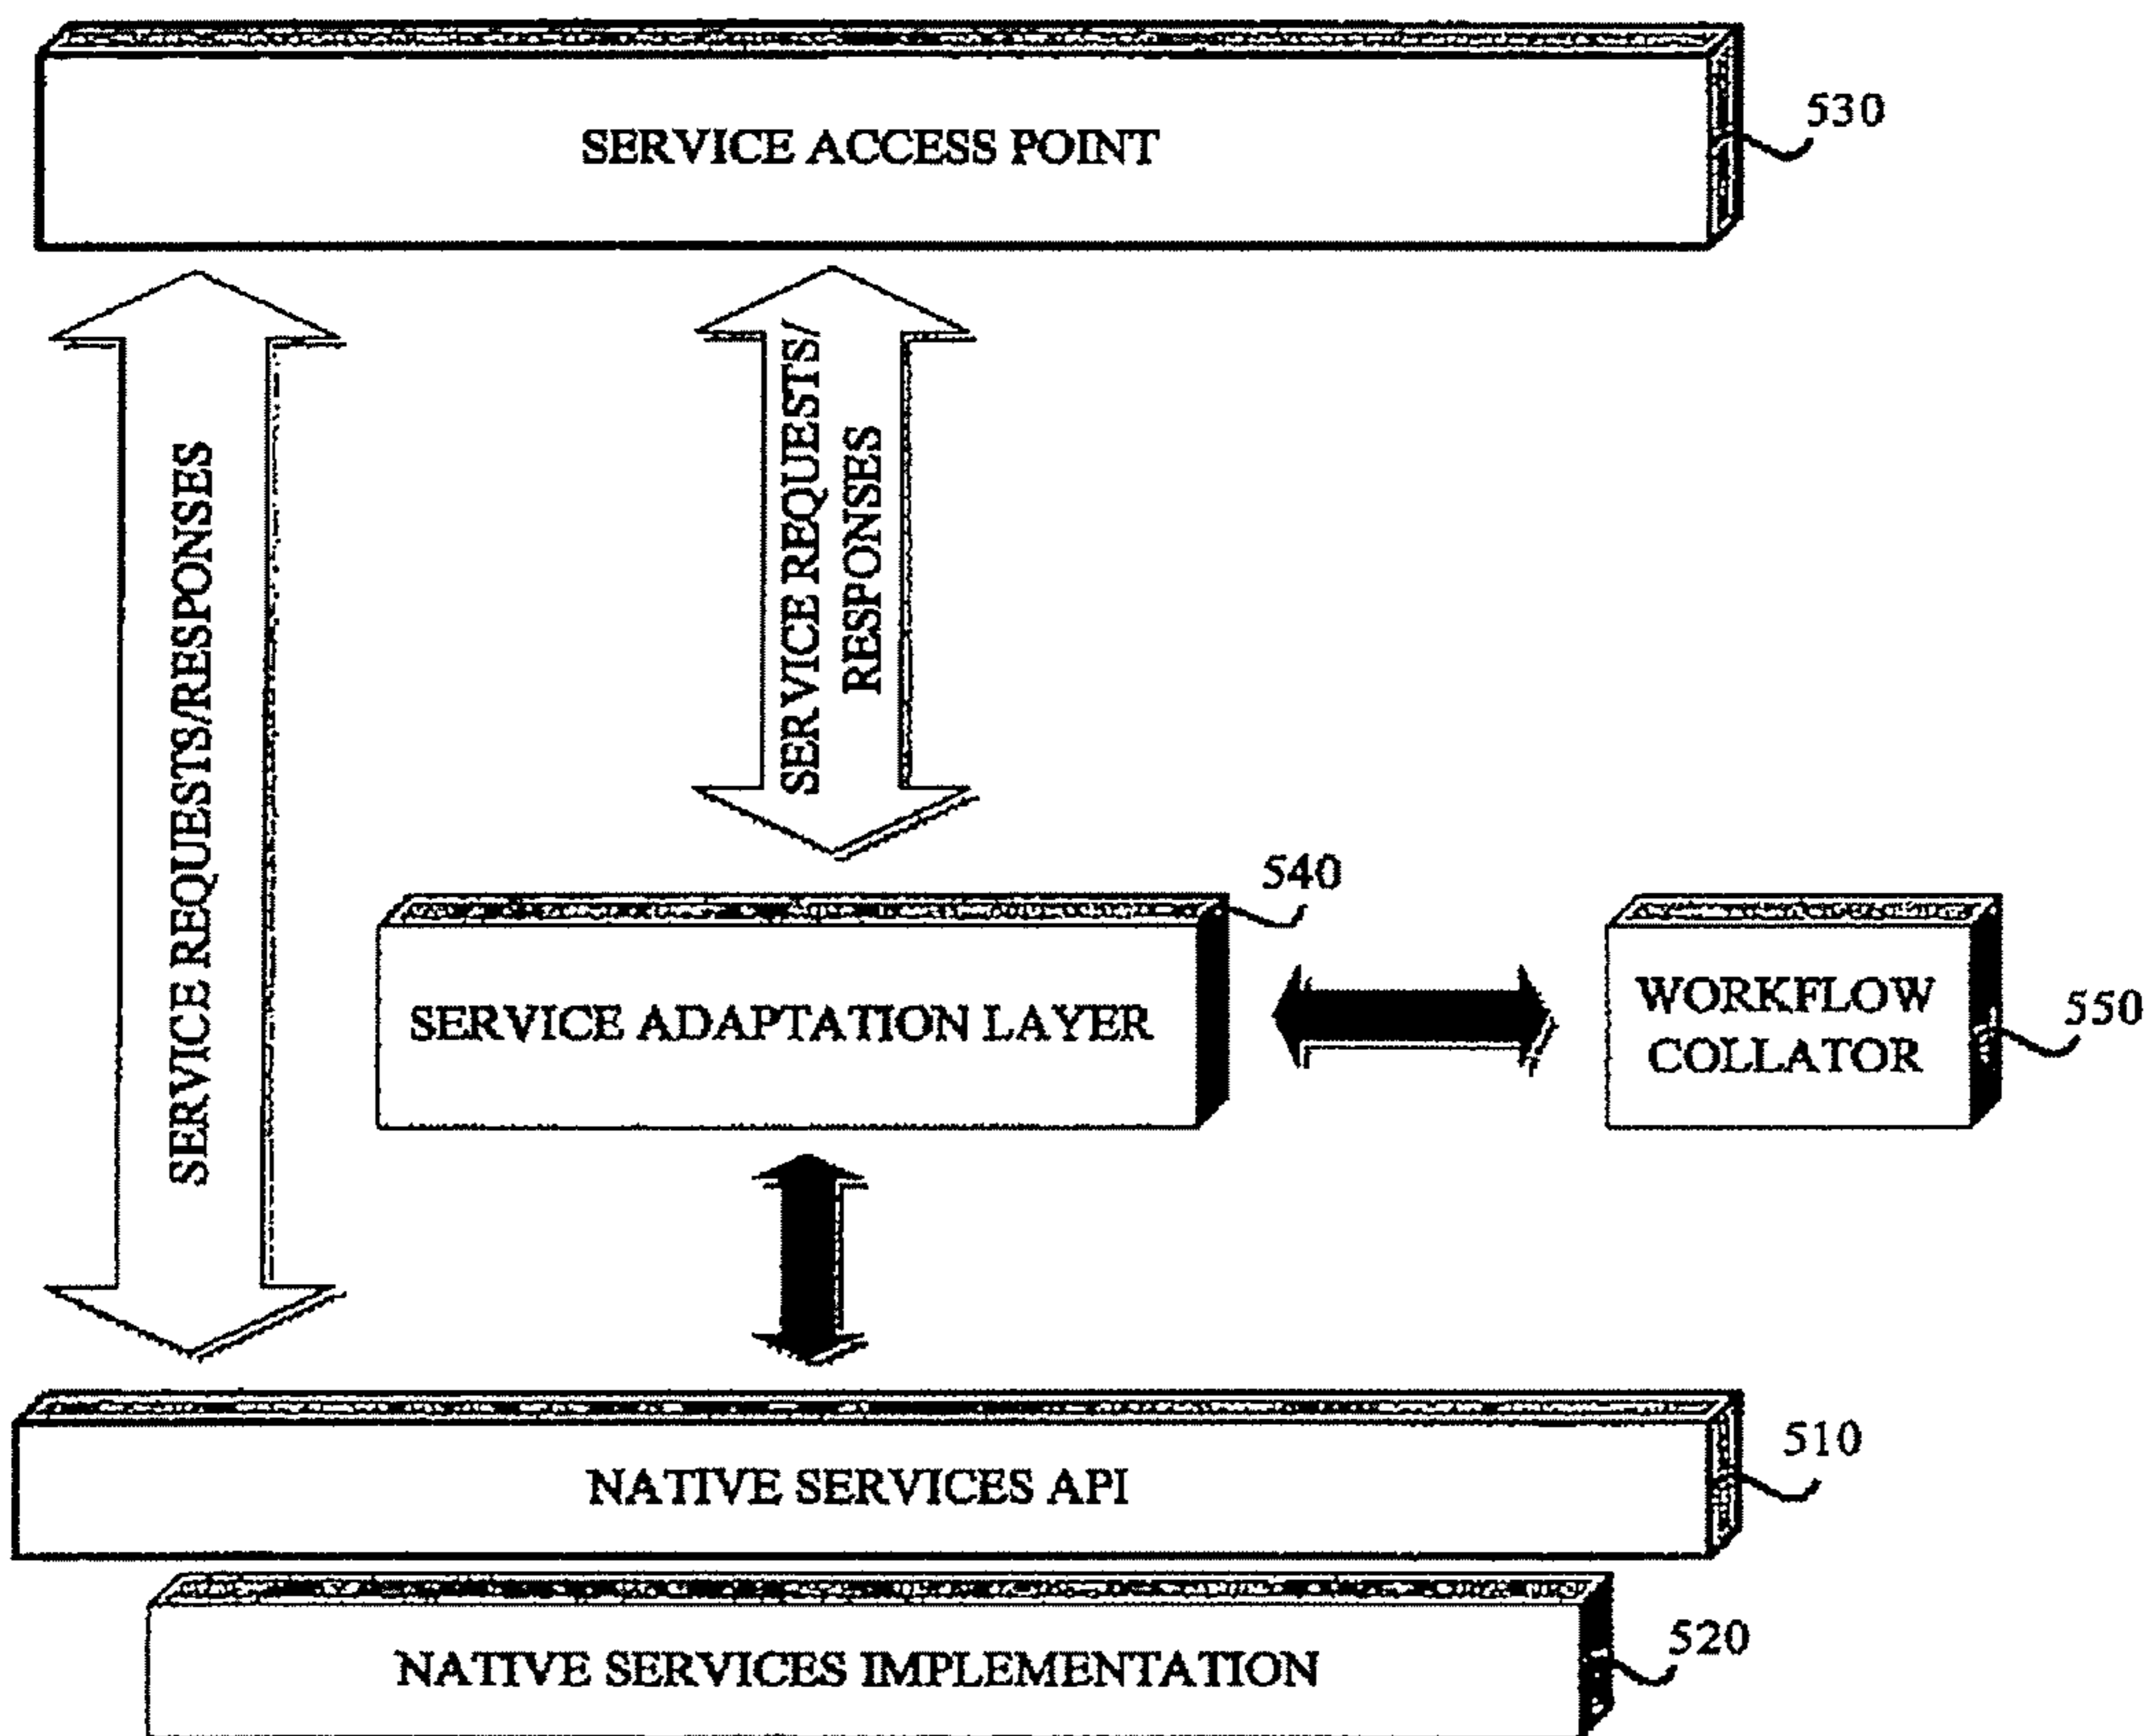 SERVICE ACCESS POINT
530
SERVICE REQUESTS/RESPONSES
SERVICE REQUESTS/
RESPONSES
540
SERVICE ADAPTATION LAYER
WORKFLOW
COLLATOR
550
510
NATIVE SERVICES API
520
NATIVE SERVICES IMPLEMENTATION